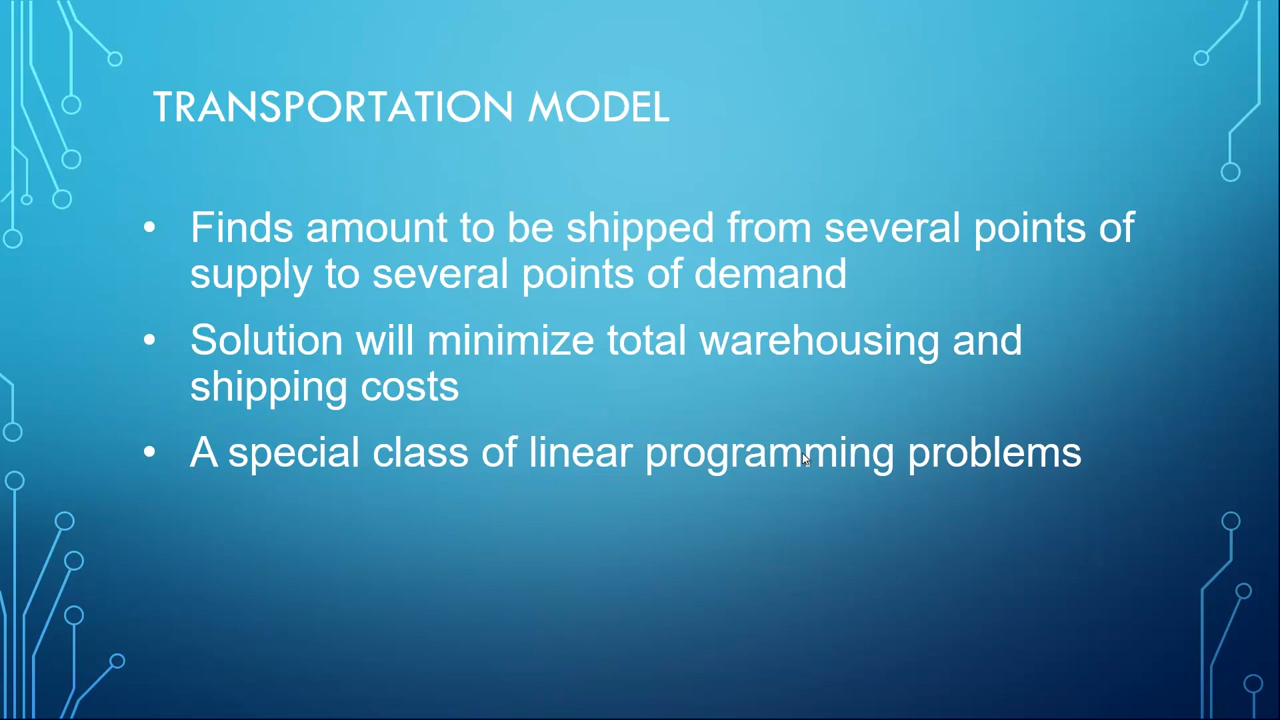 TRANSPORTATION MODEL
• Finds amount to be shipped from several points of
supply to several points of demand
• Solution will minimize total warehousing and
shipping costs
• A special class of linear programming problems